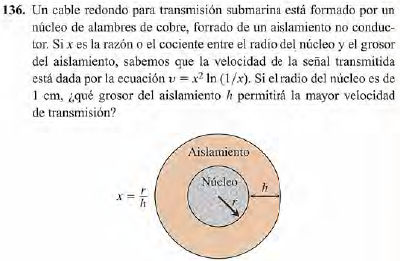 136. Un cable redondo para transmisión submarina está formado por un
núcleo de alambres de cobre, forrado de un aislamiento no conduc-
tor. Si x es la razón o el cociente entre el radio del núcleo y el grosor
del aislamiento, sabemos que la velocidad de la señal transmitida
está dada por la ecuación v = x² ln (1/x). Si el radio del núcleo es de
1 cm, ¿qué grosor del aislamiento h permitirá la mayor velocidad
de transmisión?
Aislamiento
Núcleo
x = r/h
r
h